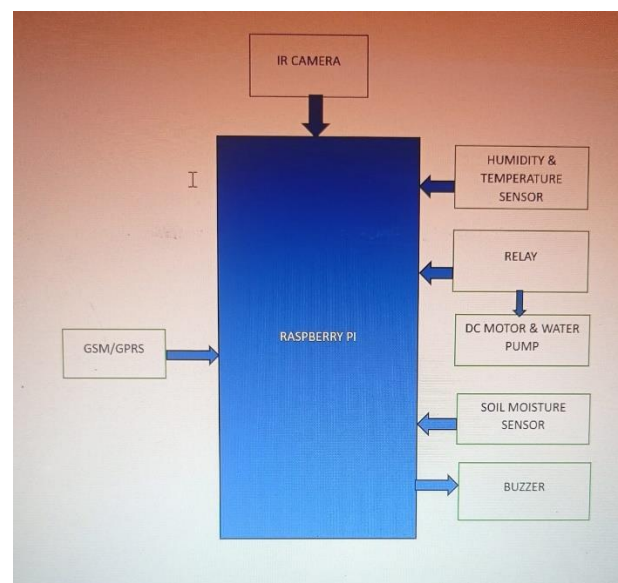 IR CAMERA
HUMIDITY &
TEMPERATURE
SENSOR
RELAY
DC MOTOR & WATER
PUMP
GSM/GPRS
RASPBERRY PI
SOIL MOISTURE
SENSOR
BUZZER